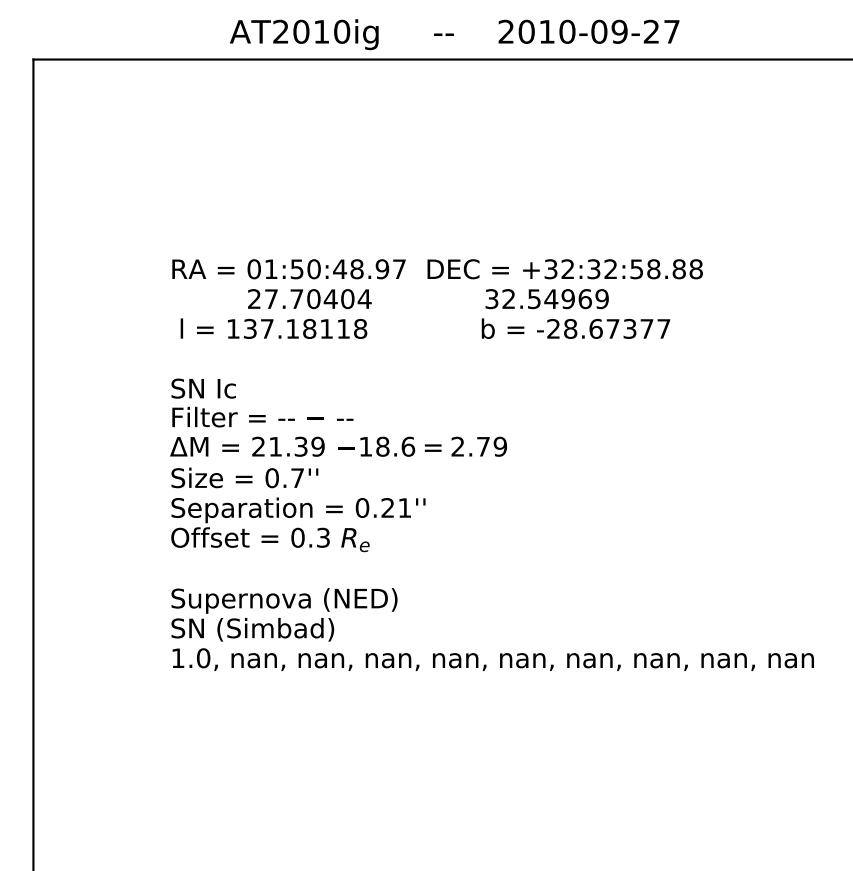 AT2010ig -- 2010-09-27
RA = 01:50:48.97 DEC = +32:32:58.88
27.70404 32.54969
l = 137.18118 b = -28.67377
SN Ic
Filter = -- − --
ΔM = 21.39 −18.6 = 2.79
Size = 0.7''
Separation = 0.21''
Offset = 0.3 Re
Supernova (NED)
SN (Simbad)
1.0, nan, nan, nan, nan, nan, nan, nan, nan, nan